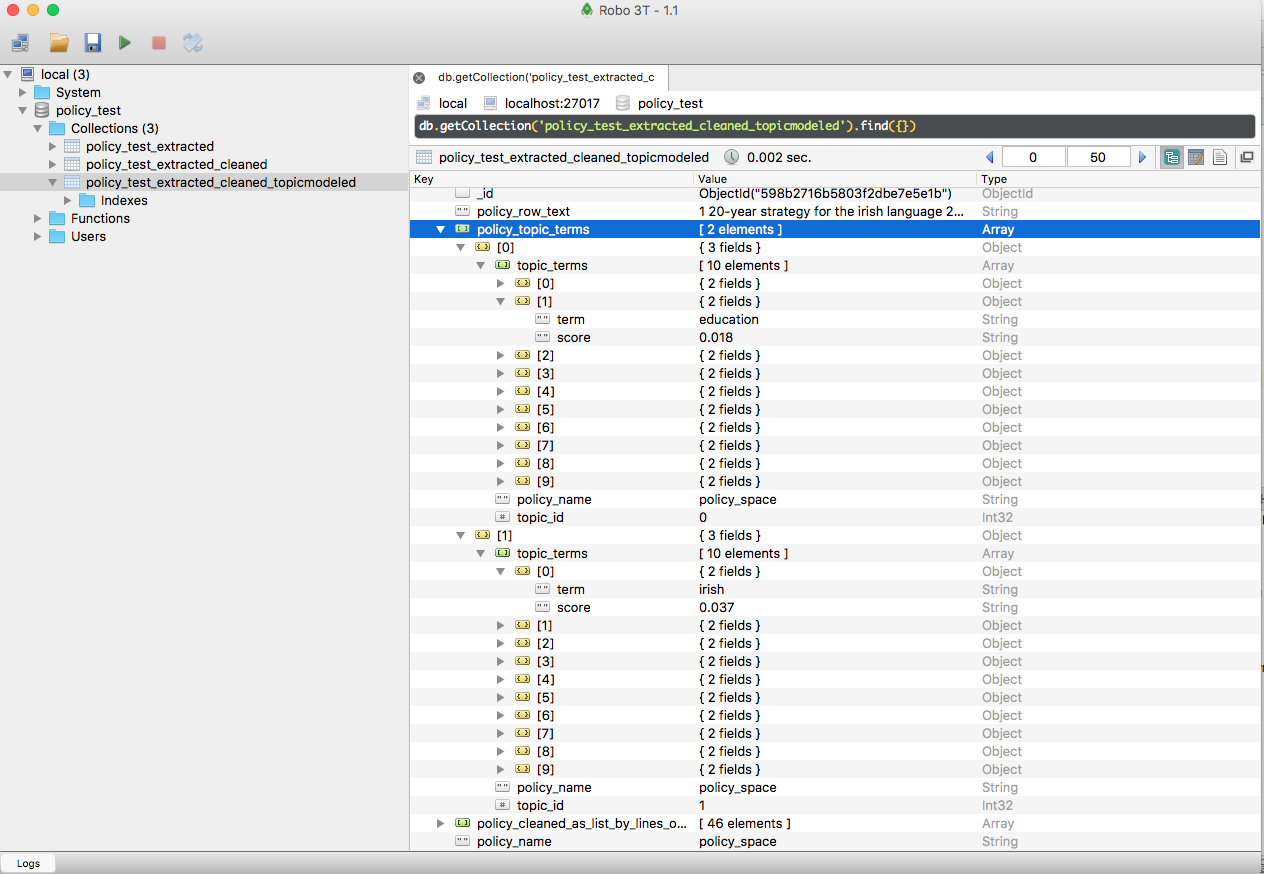 Robo 3T - 1.1
local (3)
System
policy_test
Collections (3)
policy_test_extracted
policy_test_extracted_cleaned
policy_test_extracted_cleaned_topicmodeled
Indexes
Functions
Users
db.getCollection('policy_test_extracted_c
local localhost:27017 policy_test
db.getCollection('policy_test_extracted_cleaned_topicmodeled').find({})
policy_test_extracted_cleaned_topicmodeled 0.002 sec. 0 50
Key Value Type
_id ObjectId("598b2716b5803f2dbe7e5e1b") ObjectId
policy_row_text 1 20-year strategy for the irish language 2... String
policy_topic_terms [ 2 elements ] Array
[0] { 3 fields } Object
topic_terms [ 10 elements ] Array
[0] { 2 fields } Object
[1] { 2 fields } Object
term education String
score 0.018 String
[2] { 2 fields } Object
[3] { 2 fields } Object
[4] { 2 fields } Object
[5] { 2 fields } Object
[6] { 2 fields } Object
[7] { 2 fields } Object
[8] { 2 fields } Object
[9] { 2 fields } Object
policy_name policy_space String
topic_id 0 Int32
[1] { 3 fields } Object
topic_terms [ 10 elements ] Array
[0] { 2 fields } Object
term irish String
score 0.037 String
[1] { 2 fields } Object
[2] { 2 fields } Object
[3] { 2 fields } Object
[4] { 2 fields } Object
[5] { 2 fields } Object
[6] { 2 fields } Object
[7] { 2 fields } Object
[8] { 2 fields } Object
[9] { 2 fields } Object
policy_name policy_space String
topic_id 1 Int32
policy_cleaned_as_list_by_lines_o... [ 46 elements ] Array
policy_name policy_space String
Logs